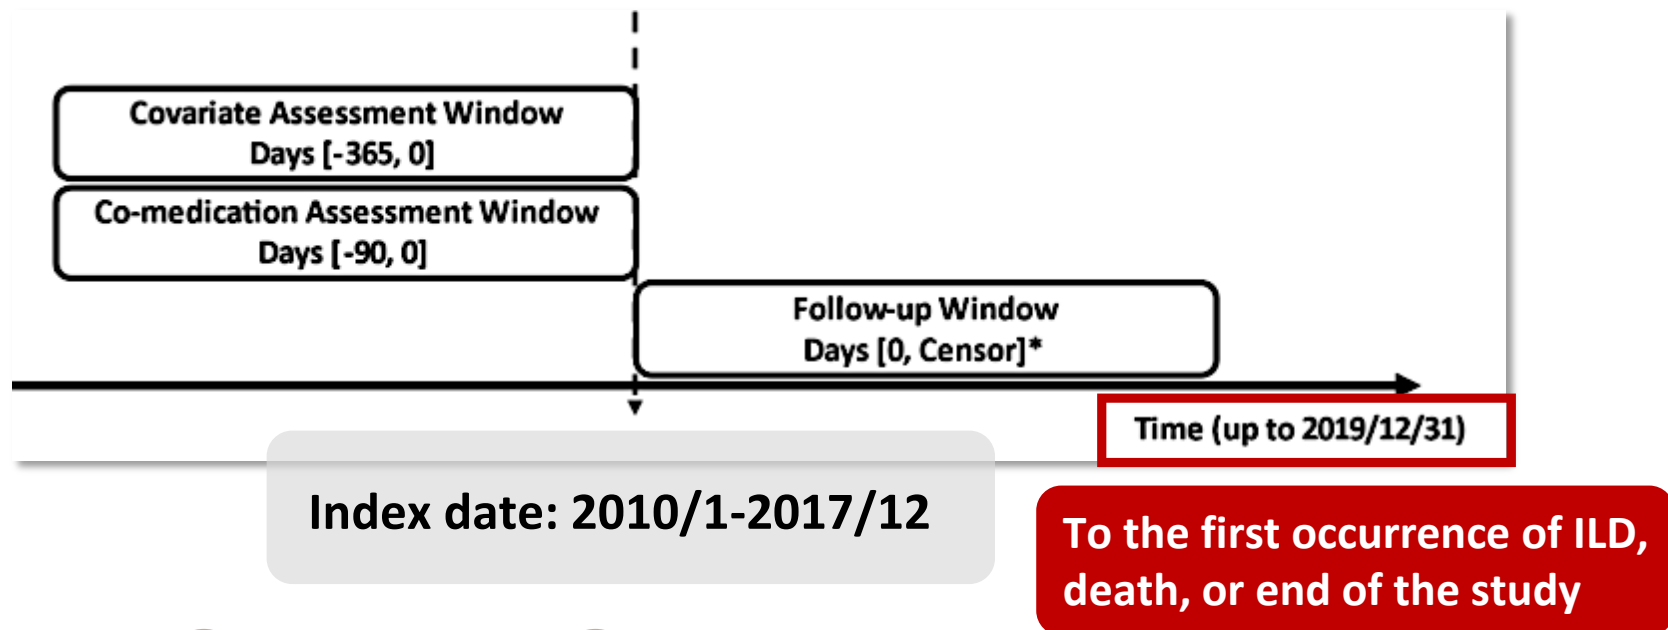 Covariate Assessment Window
Days [-365, 0]
Co-medication Assessment Window
Days [-90, 0]
Follow-up Window
Days [0, Censor]*
Time (up to 2019/12/31)
Index date: 2010/1-2017/12
To the first occurrence of ILD,
death, or end of the study